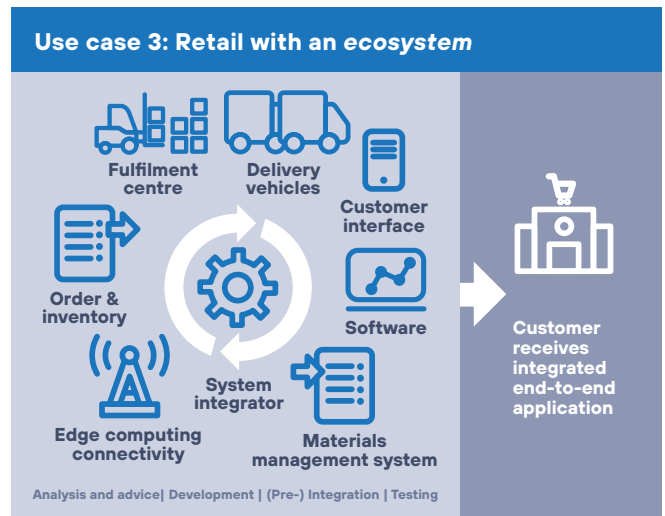 Use case 3: Retail with an ecosystem
Fulfilment
centre
Delivery
vehicles
Customer
interface
Order &
inventory
Software
System
integrator
Edge computing
connectivity
Materials
management system
Analysis and advice| Development | (Pre-) Integration | Testing
Customer
receives
integrated
end-to-end
application